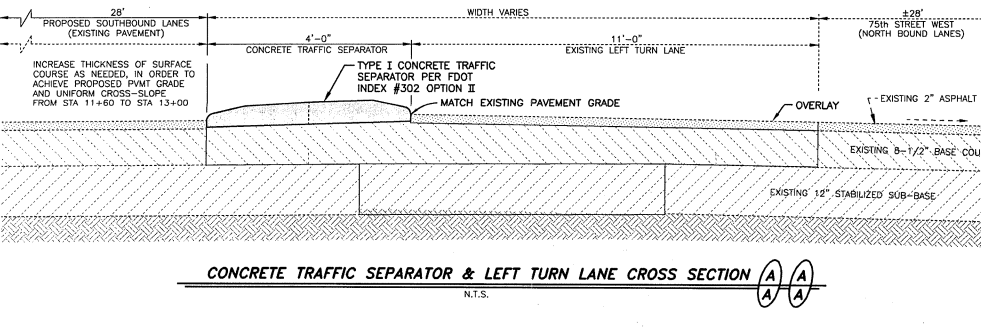 28'
PROPOSED SOUTHBOUND LANES
(EXISTING PAVEMENT)
WIDTH VARIES
±28'
75th STREET WEST
(NORTH BOUND LANES)
4'-0"
CONCRETE TRAFFIC SEPARATOR
11'-0"
EXISTING LEFT TURN LANE
INCREASE THICKNESS OF SURFACE
COURSE AS NEEDED, IN ORDER TO
ACHIEVE PROPOSED PVMT GRADE
AND UNIFORM CROSS-SLOPE
FROM STA 11+60 TO STA 13+00
TYPE I CONCRETE TRAFFIC
SEPARATOR PER FDOT
INDEX #302 OPTION II
MATCH EXISTING PAVEMENT GRADE
OVERLAY
EXISTING 2" ASPHALT
EXISTING 8-1/2" BASE COU
EXISTING 12" STABILIZED SUB-BASE
CONCRETE TRAFFIC SEPARATOR & LEFT TURN LANE CROSS SECTION
A A
A A
N.T.S.